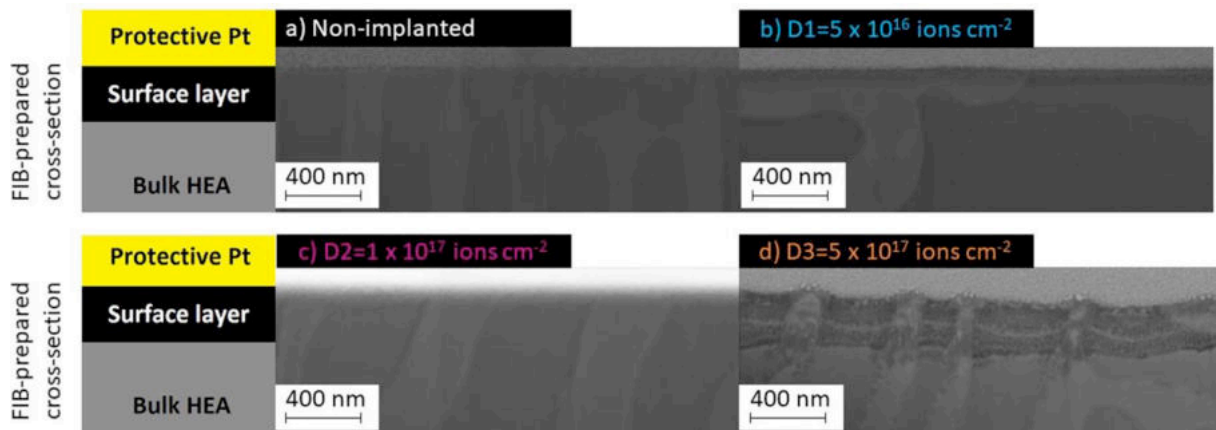 FIB-prepared
cross-section
Protective Pt
Surface layer
Bulk HEA
a) Non-implanted
400 nm
b) D1=5 x 10¹⁶ ions cm⁻²
400 nm
FIB-prepared
cross-section
Protective Pt
Surface layer
Bulk HEA
c) D2=1 x 10¹⁷ ions cm⁻²
400 nm
d) D3=5 x 10¹⁷ ions cm⁻²
400 nm